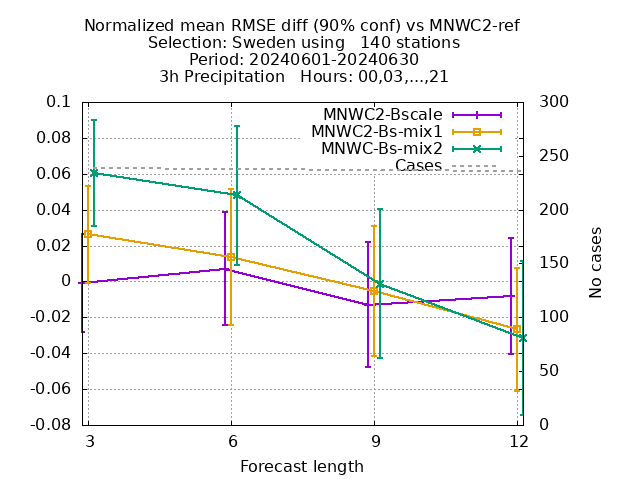 Normalized mean RMSE diff (90% conf) vs MNWC2-ref
Selection: Sweden using   140 stations
Period: 20240601-20240630
3h Precipitation   Hours: 00,03,...,21
MNWC2-Bscale
MNWC2-Bs-mix1
MNWC-Bs-mix2
Cases
0.1
0.08
0.06
0.04
0.02
0
-0.02
-0.04
-0.06
-0.08
300
250
200
150
100
50
0
No cases
3 6 9 12
Forecast length